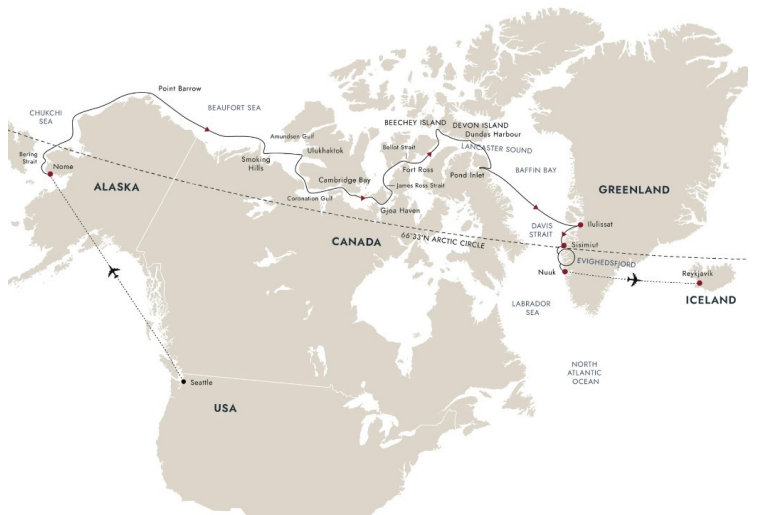 Point Barrow
CHUKCHI
SEA
BEAUFORT SEA
BEECHEY ISLAND
DEVON ISLAND
Dundas Harbour
Amundsen Gulf
Bering
Strait
Nome
Smoking
Hills
Ulukhaktok
Bellot Strait
LANCASTER SOUND
Fort Ross
Pond Inlet
BAFFIN BAY
ALASKA
Cambridge Bay
James Ross Strait
GREENLAND
Coronation Gulf
Gjoa Haven
Ilulissat
DAVIS
STRAIT
CANADA
66°33'N ARCTIC CIRCLE
Sisimiut
EVIGHEDSFJORD
Nuuk
Reykjavík
ICELAND
LABRADOR
SEA
NORTH
ATLANTIC
OCEAN
Seattle
USA